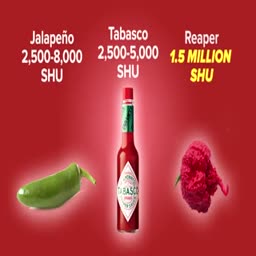 Jalapeño
2,500-8,000
SHU
Tabasco
2,500-5,000
SHU
Reaper
1.5 MILLION
SHU
TABASCO